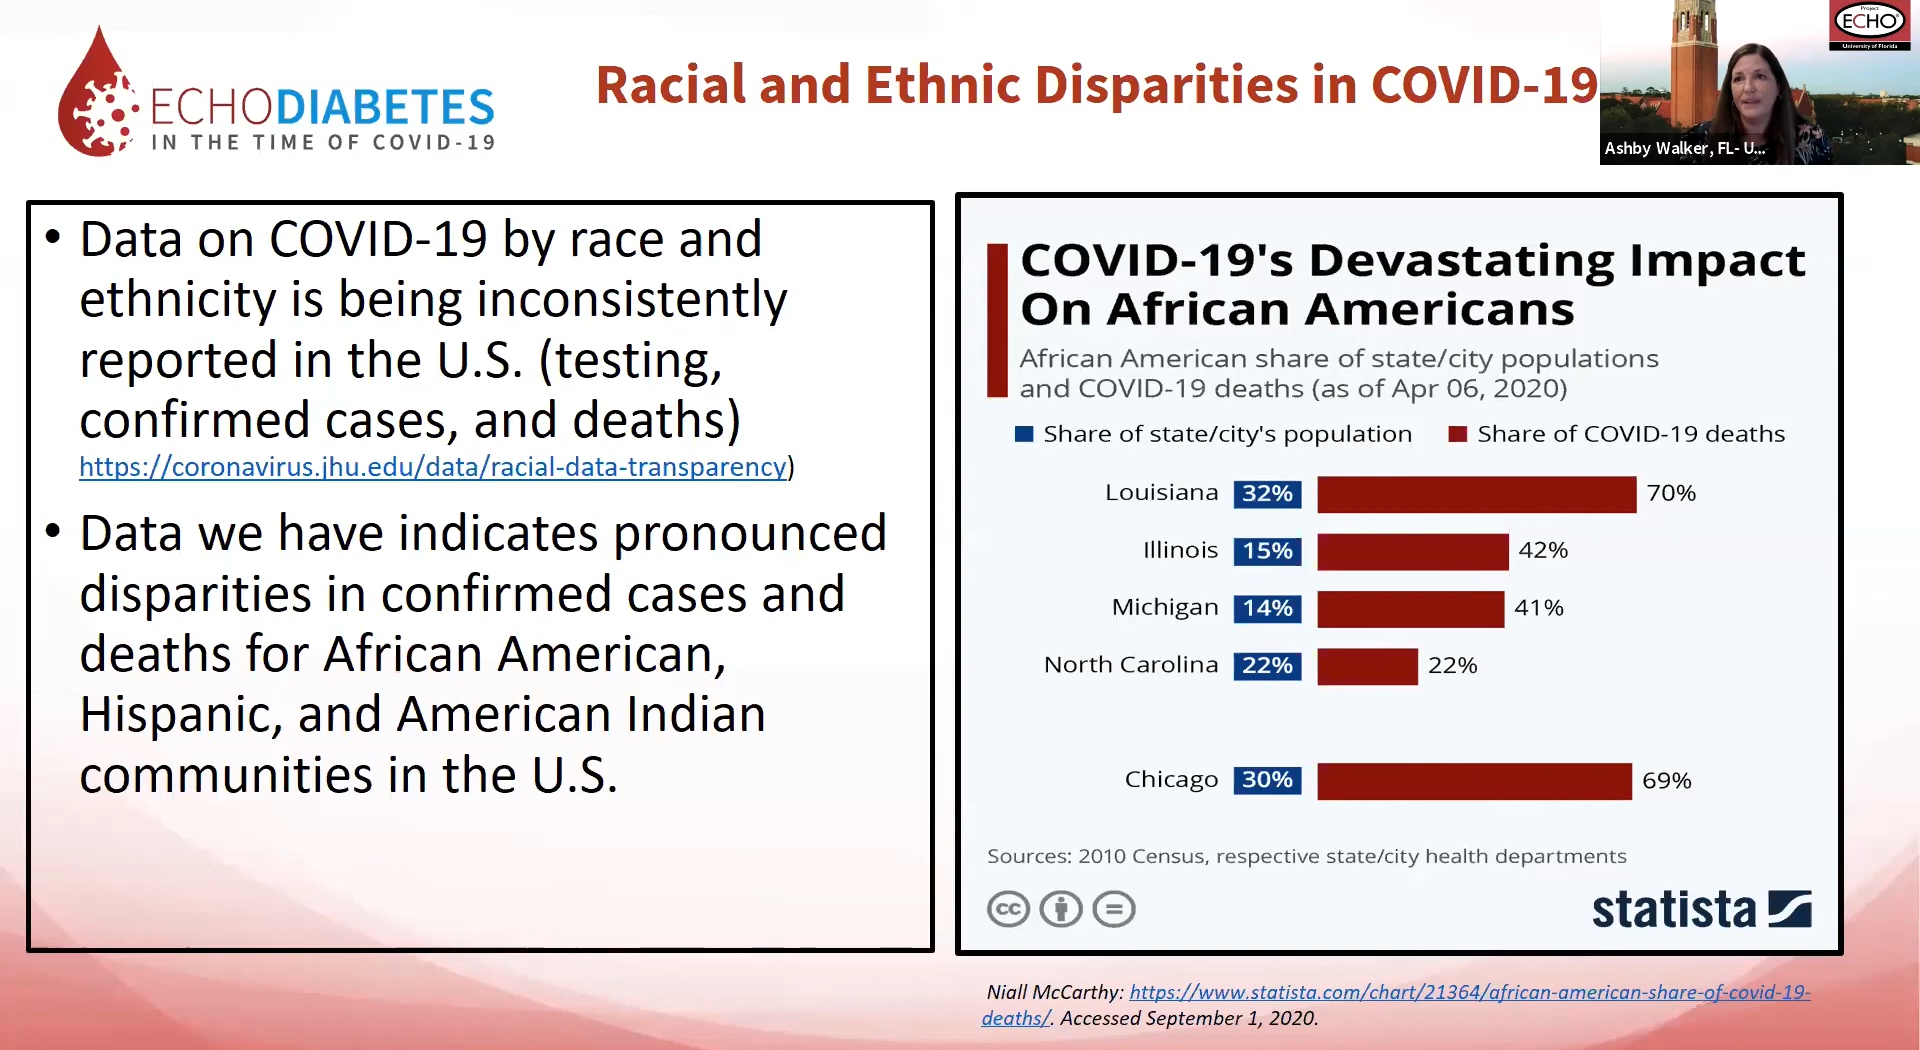 ECHODIABETES
IN THE TIME OF COVID-19
Racial and Ethnic Disparities in COVID-19
Project
ECHO®
University of Florida
Ashby Walker, FL- U...
• Data on COVID-19 by race and
ethnicity is being inconsistently
reported in the U.S. (testing,
confirmed cases, and deaths)
https://coronavirus.jhu.edu/data/racial-data-transparency)
• Data we have indicates pronounced
disparities in confirmed cases and
deaths for African American,
Hispanic, and American Indian
communities in the U.S.
COVID-19's Devastating Impact
On African Americans
African American share of state/city populations
and COVID-19 deaths (as of Apr 06, 2020)
Share of state/city's population Share of COVID-19 deaths
Louisiana 32% 70%
Illinois 15% 42%
Michigan 14% 41%
North Carolina 22% 22%
Chicago 30% 69%
Sources: 2010 Census, respective state/city health departments
cc = statista
Niall McCarthy: https://www.statista.com/chart/21364/african-american-share-of-covid-19-
deaths/. Accessed September 1, 2020.